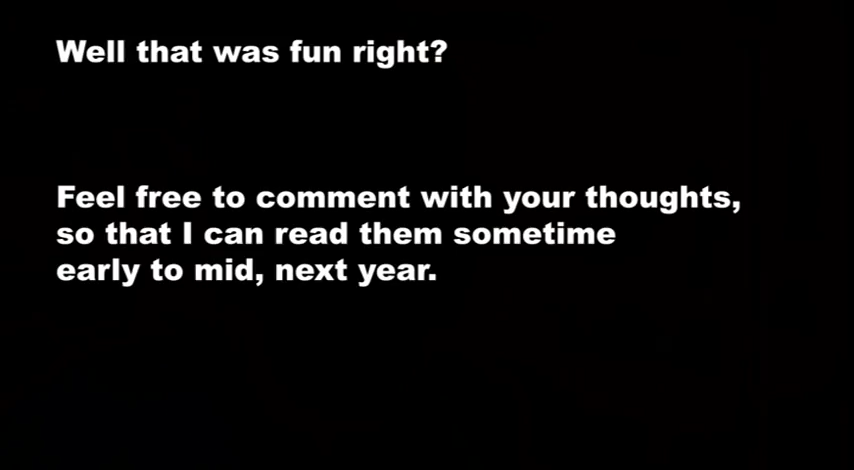 Well that was fun right?
Feel free to comment with your thoughts,
so that I can read them sometime
early to mid, next year.